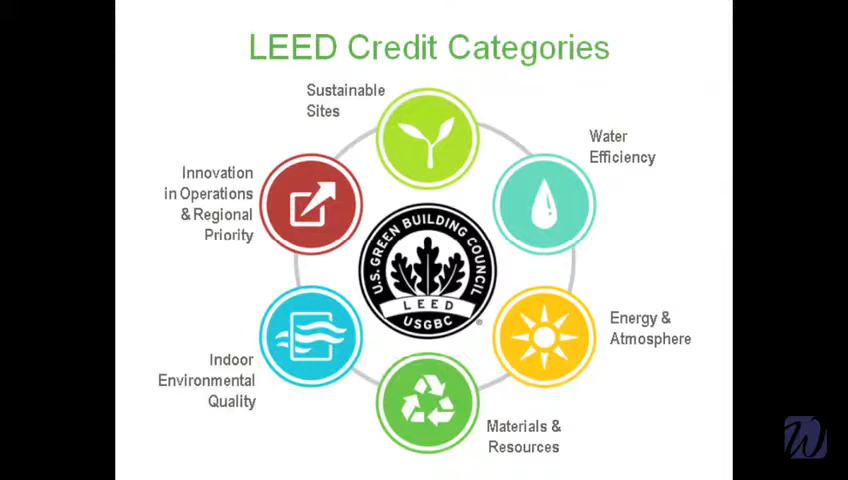 LEED Credit Categories
Sustainable
Sites
Water
Efficiency
Innovation
in Operations
& Regional
Priority
U.S. GREEN BUILDING COUNCIL
LEED
USGBC
®
Energy &
Atmosphere
Indoor
Environmental
Quality
Materials &
Resources
W